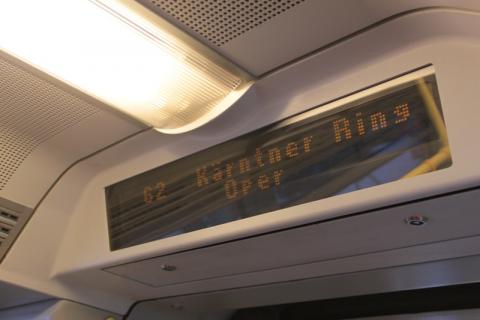 62 Kärntner Ring
Oper